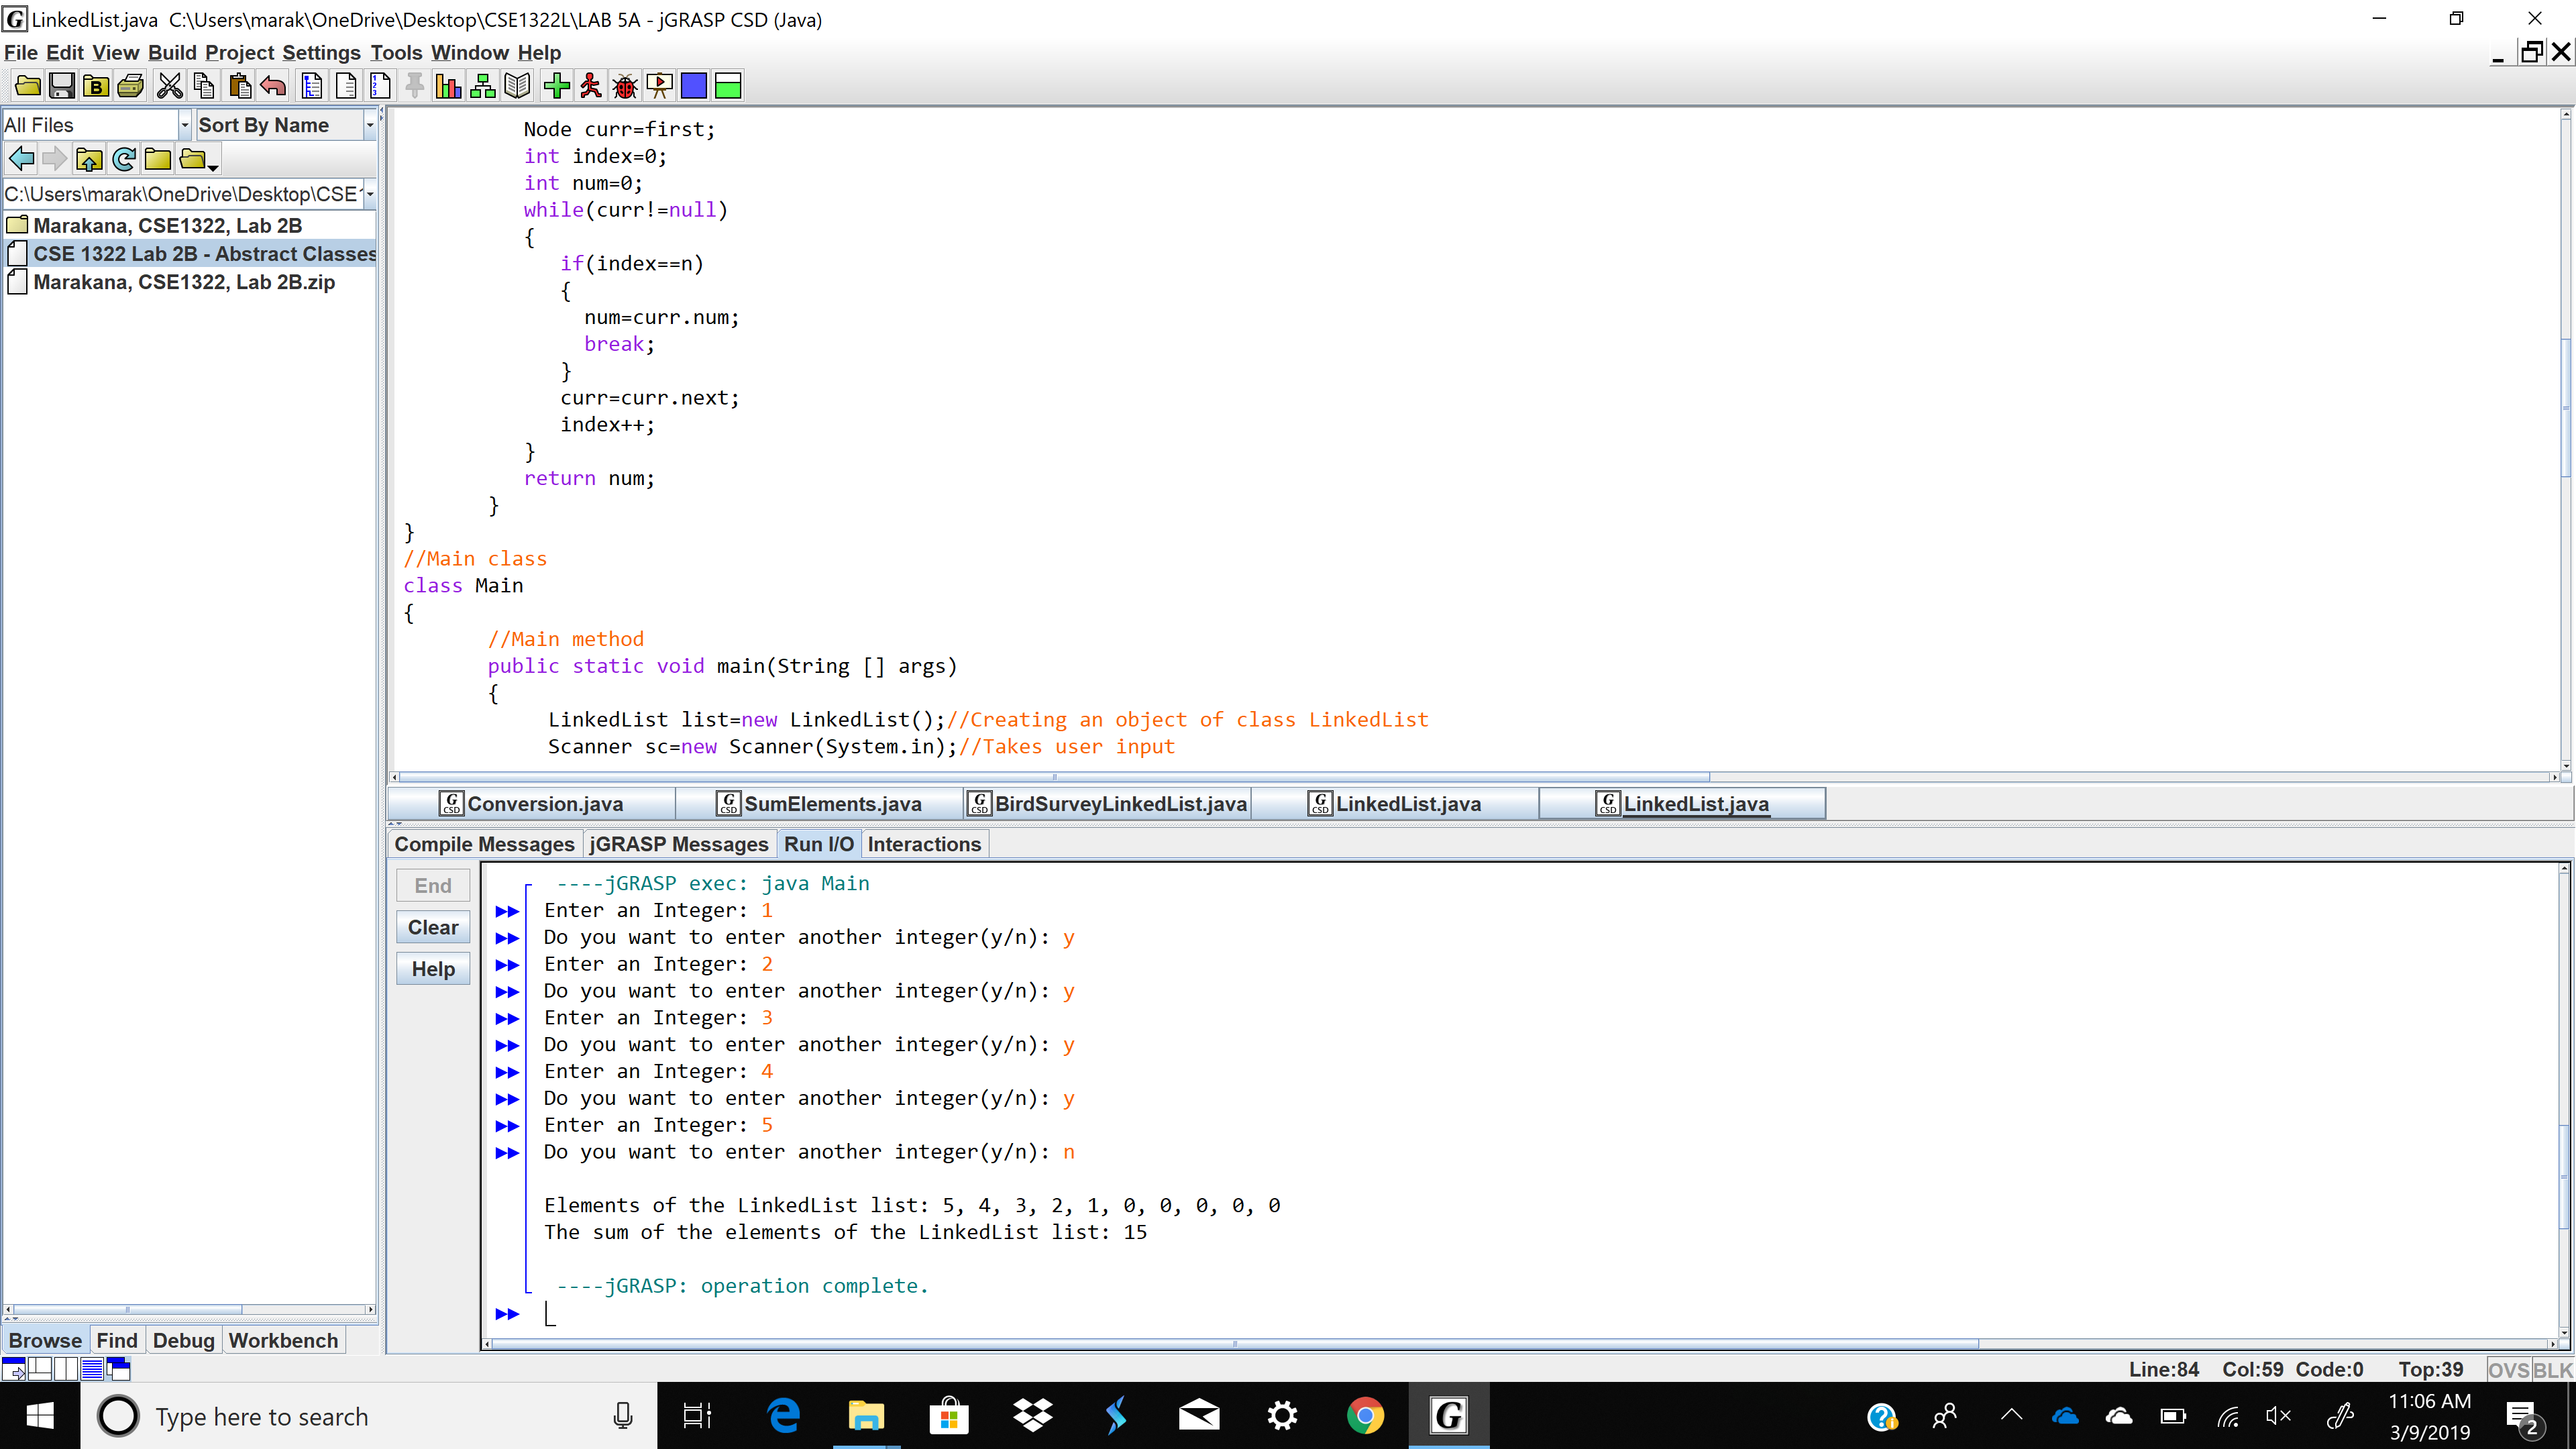 LinkedList.java  C:\Users\marak\OneDrive\Desktop\CSE1322L\LAB 5A - jGRASP CSD (Java)
File Edit View Build Project Settings Tools Window Help
All Files
Sort By Name
C:\Users\marak\OneDrive\Desktop\CSE1
Marakana, CSE1322, Lab 2B
CSE 1322 Lab 2B - Abstract Classes
Marakana, CSE1322, Lab 2B.zip
Node curr=first;
int index=0;
int num=0;
while(curr!=null)
{
if(index==n)
{
num=curr.num;
break;
}
curr=curr.next;
index++;
}
return num;
}
}
//Main class
class Main
{
//Main method
public static void main(String [] args)
{
LinkedList list=new LinkedList();//Creating an object of class LinkedList
Scanner sc=new Scanner(System.in);//Takes user input
Conversion.java
SumElements.java
BirdSurveyLinkedList.java
LinkedList.java
LinkedList.java
Compile Messages
jGRASP Messages
Run I/O
Interactions
End
Clear
Help
----jGRASP exec: java Main
Enter an Integer: 1
Do you want to enter another integer(y/n): y
Enter an Integer: 2
Do you want to enter another integer(y/n): y
Enter an Integer: 3
Do you want to enter another integer(y/n): y
Enter an Integer: 4
Do you want to enter another integer(y/n): y
Enter an Integer: 5
Do you want to enter another integer(y/n): n
Elements of the LinkedList list: 5, 4, 3, 2, 1, 0, 0, 0, 0, 0
The sum of the elements of the LinkedList list: 15
----jGRASP: operation complete.
Browse
Find
Debug
Workbench
Line:84 Col:59 Code:0 Top:39 OVS BLK
Type here to search
11:06 AM
3/9/2019
2